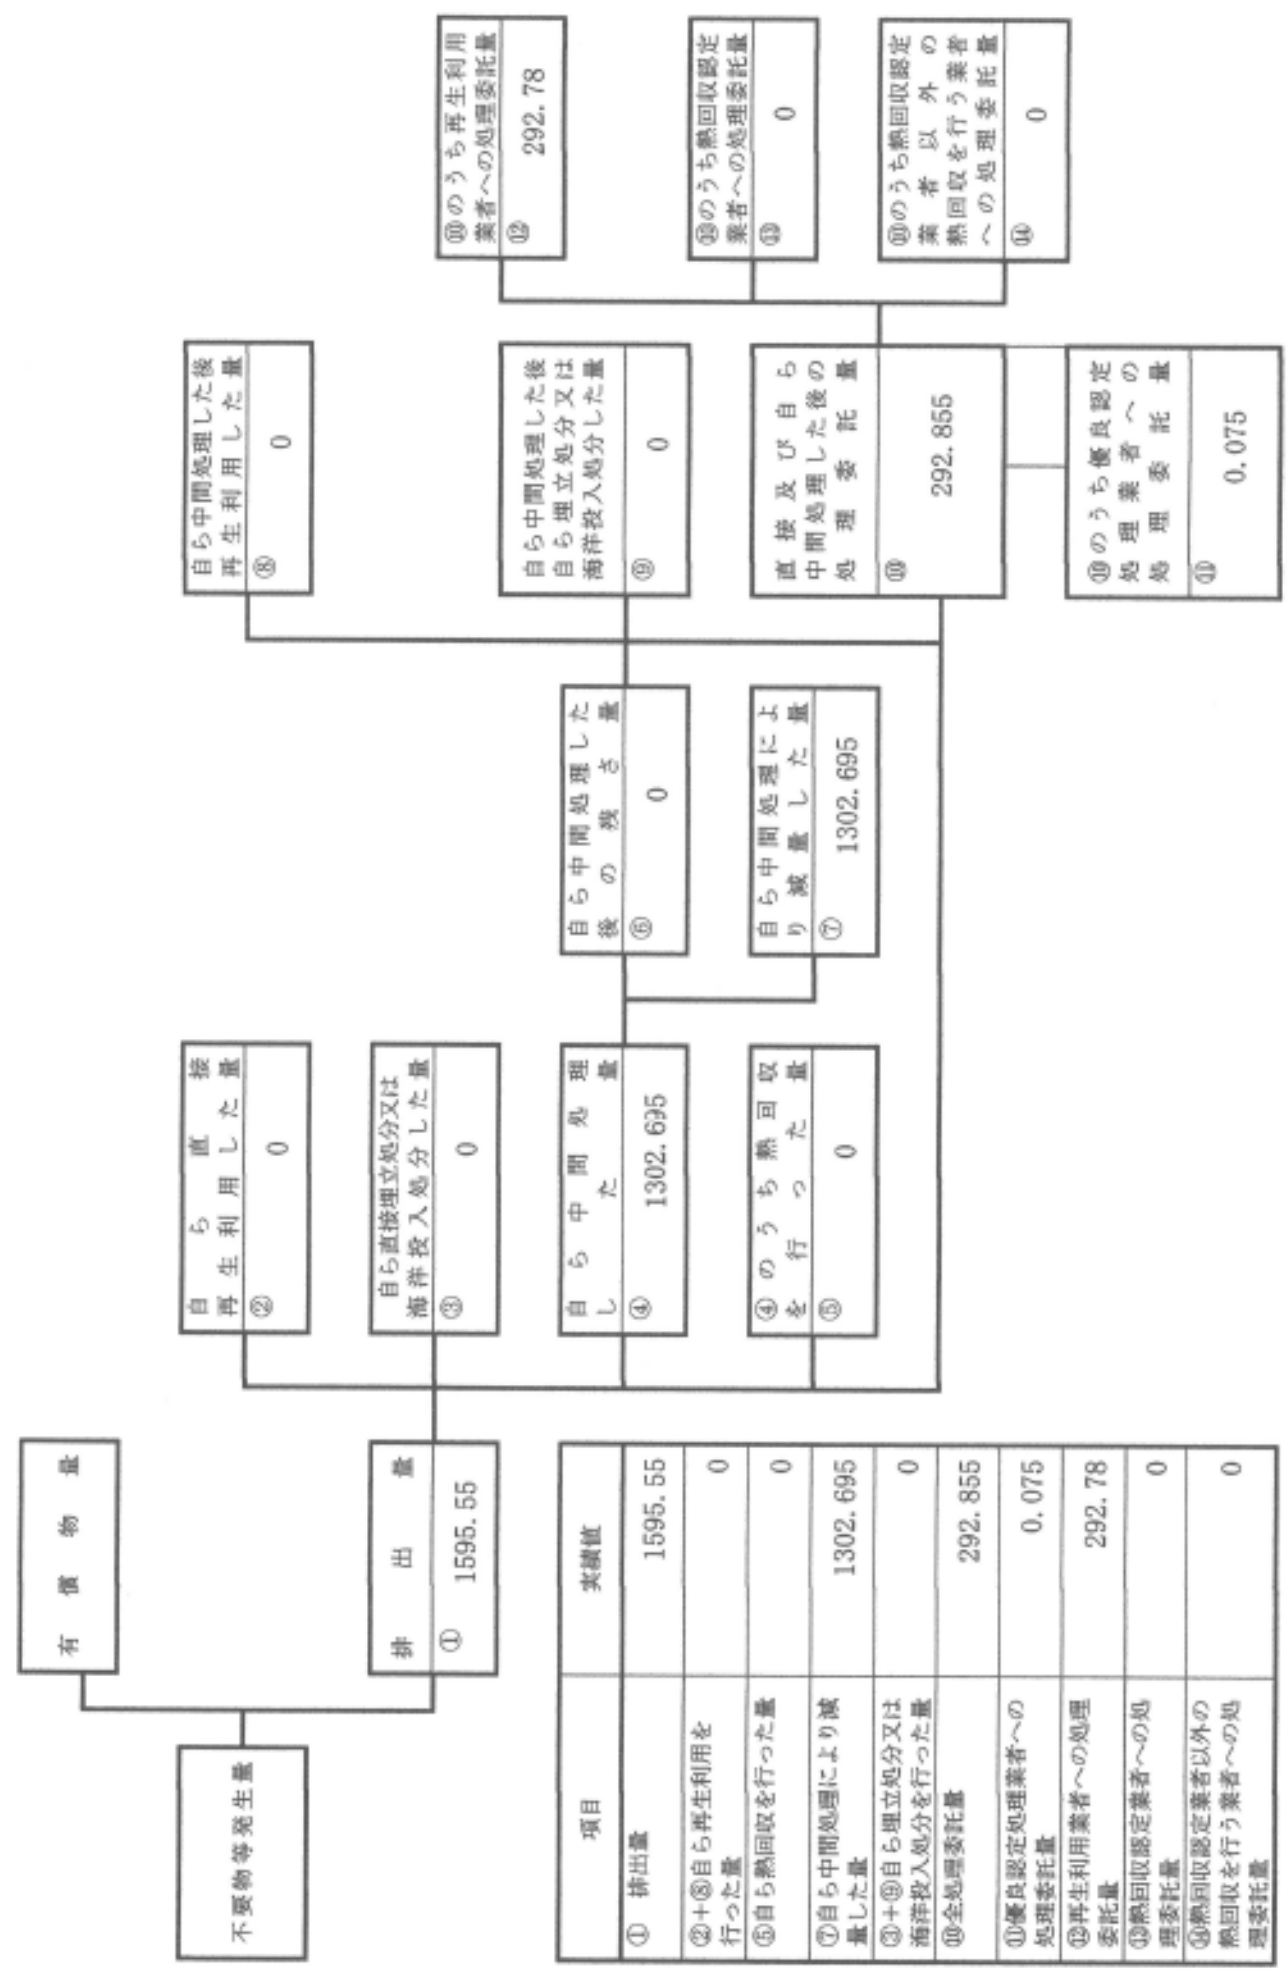 不要物等発生量
有償物量
排出量
① 1595.55
自ら直接
再生利用した量
② 0
自ら直接埋立処分又は
海洋投入処分した量
③ 0
自ら中間処理
した量
④ 1302.695
④のうち熱回収
を行った量
⑤ 0
自ら中間処理した
後の残さ量
⑥ 0
自ら中間処理によ
り減量した量
⑦ 1302.695
自ら中間処理した後
再生利用した量
⑧ 0
自ら中間処理した後
自ら埋立処分又は
海洋投入処分した量
⑨ 0
直接及び自ら
中間処理した後の
処理委託量
⑩ 292.855
⑩のうち優良認定
処理業者への
処理委託量
⑪ 0.075
⑩のうち再生利用
業者への処理委託量
⑫ 292.78
⑩のうち熱回収認定
業者への処理委託量
⑬ 0
⑩のうち熱回収認定
業者以外の
熱回収を行う業者
への処理委託量
⑭ 0
項目 実績値
① 排出量 1595.55
②+⑧自ら再生利用を
行った量 0
⑤自ら熱回収を行った量 0
⑦自ら中間処理により減
量した量 1302.695
③+⑨自ら埋立処分又は
海洋投入処分を行った量 0
⑩全処理委託量 292.855
⑪優良認定処理業者への
処理委託量 0.075
⑫再生利用業者への処理
委託量 292.78
⑬熱回収認定業者への処
理委託量 0
⑭熱回収認定業者以外の
熱回収を行う業者への処
理委託量 0